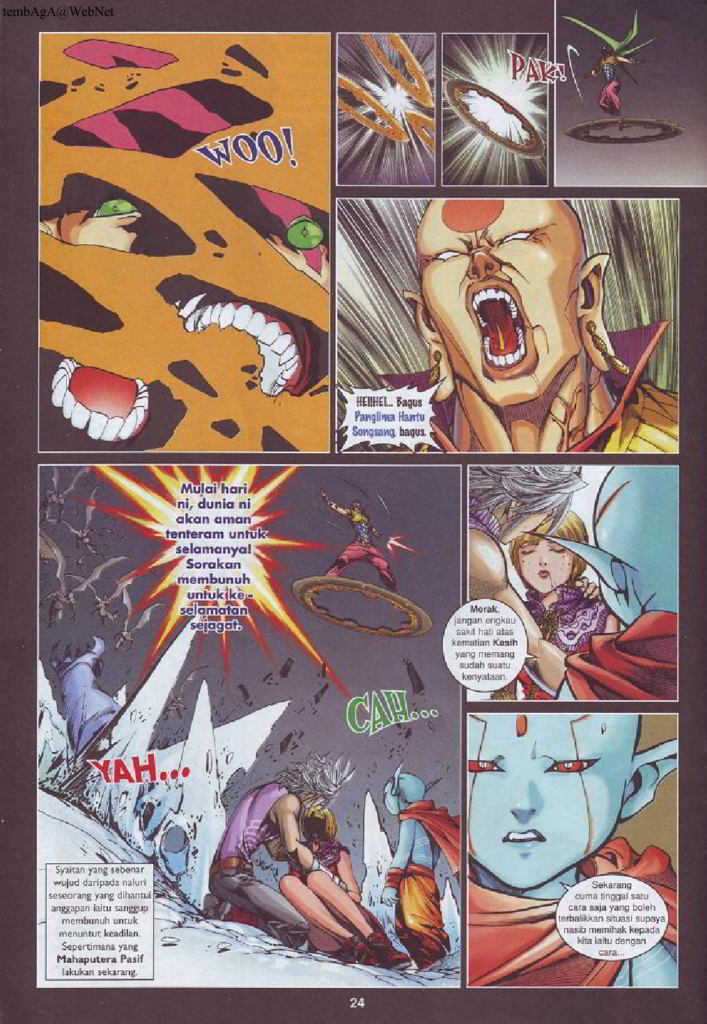 tembAgA@WebNet
WOO!
PAK!
HEIHEI... Bagus
Panglima Hantu
Songsang, bagus.
Mulai hari
ni, dunia ni
akan aman
tenteram untuk
selamanya!
Sorakan
membunuh
untuk ke -
selamatan
sejagat.
Merak,
jangan engkau
sakit hati atas
kematian Kasih
yang memang
sudah suatu
kenyataan.
CAH...
YAH...
Syaitan yang sebenar
wujud daripada naluri
seseorang yang dihantui
anggapan iaitu sanggup
membunuh untuk
menuntut keadilan.
Sepertimana yang
Mahaputera Pasif
lakukan sekarang.
Sekarang
cuma tinggal satu
cara saja yang boleh
terbalikkan situasi supaya
nasib memihak kepada
kita iaitu dengan
cara...
24